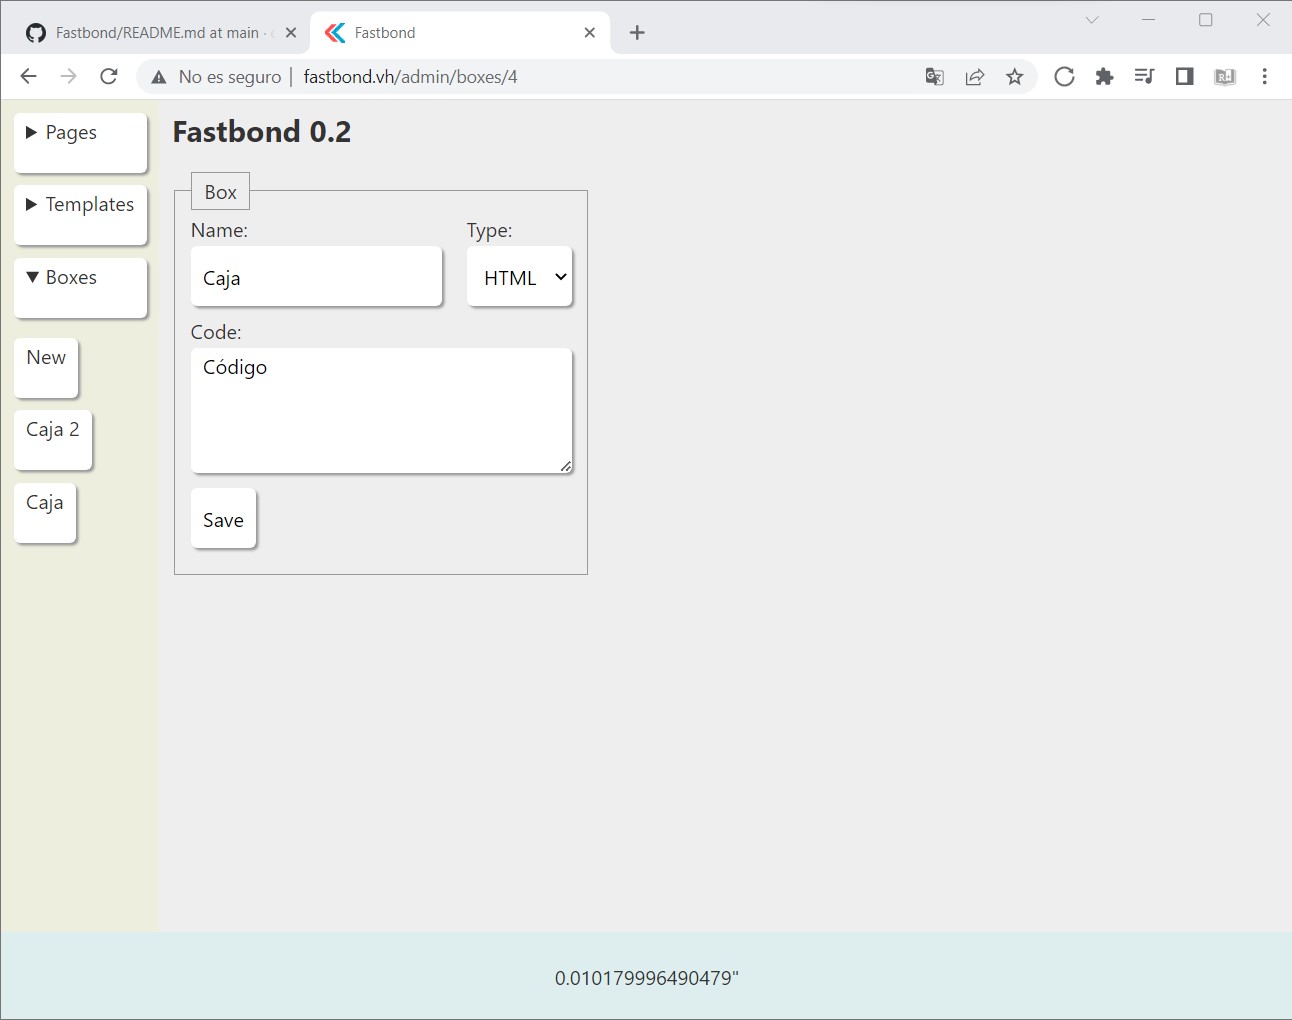 Fastbond/README.md at main ·
Fastbond
No es seguro | fastbond.vh/admin/boxes/4
Pages
Templates
Boxes
New
Caja 2
Caja
Fastbond 0.2
Box
Name:
Type:
Caja
HTML
Code:
Código
Save
0.010179996490479"